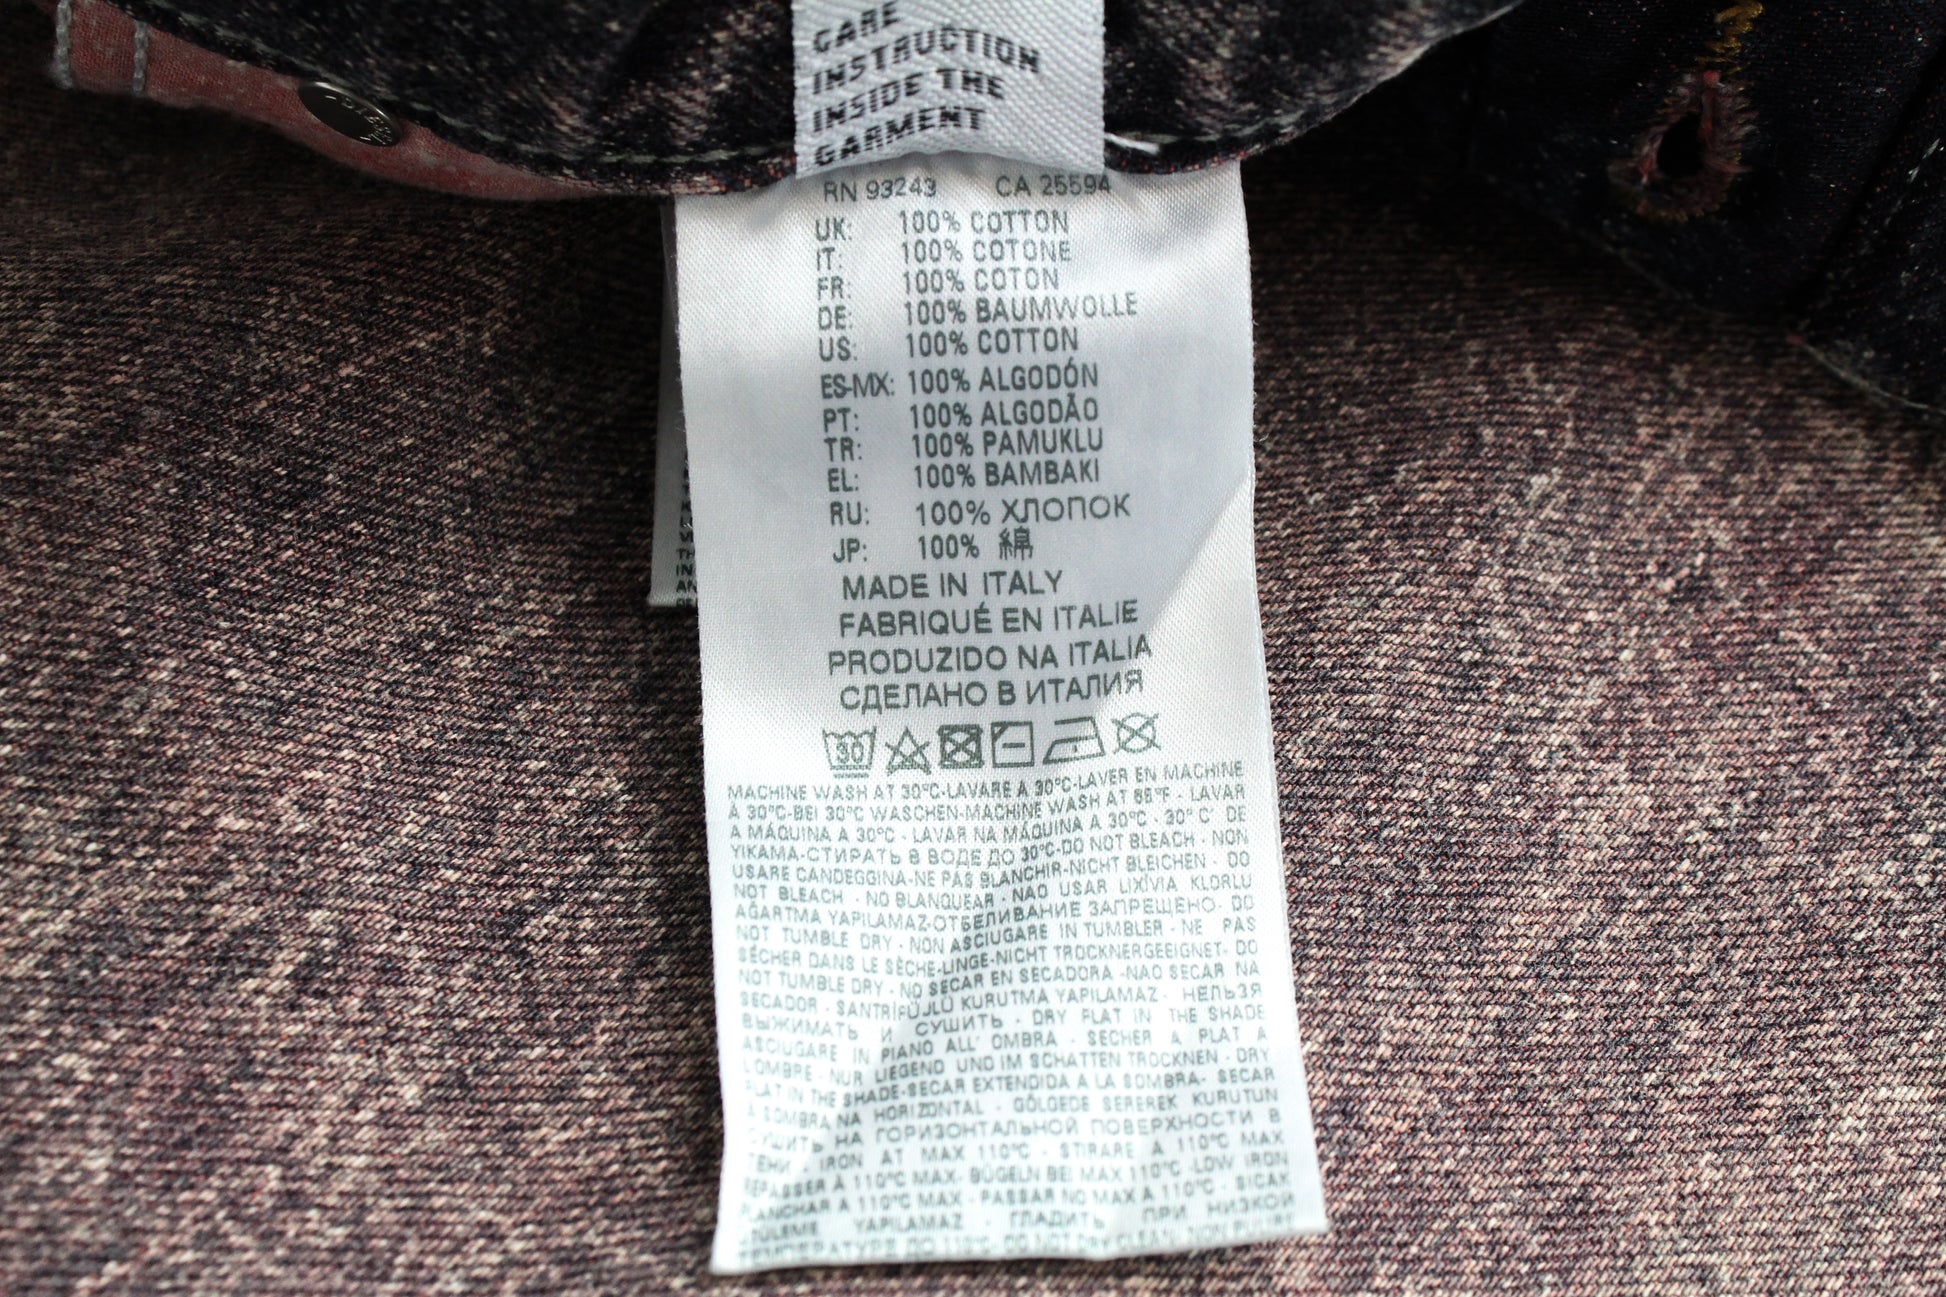 CARE
INSTRUCTION
INSIDE THE
GARMENT
RN 93243 CA 25594
UK: 100% COTTON
IT: 100% COTONE
FR: 100% COTON
DE: 100% BAUMWOLLE
US: 100% COTTON
ES-MX: 100% ALGODÓN
PT: 100% ALGODÃO
TR: 100% PAMUKLU
EL: 100% BAMBAKI
RU: 100% ХЛОПОК
JP: 100% 綿
MADE IN ITALY
FABRIQUÉ EN ITALIE
PRODUZIDO NA ITALIA
СДЕЛАНО В ИТАЛИЯ
30
MACHINE WASH AT 30°C-LAVARE A 30°C-LAVER EN MACHINE
À 30°C-BEI 30°C WASCHEN-MACHINE WASH AT 86°F - LAVAR
A MÁQUINA A 30°C - LAVAR NA MÁQUINA A 30°C - 30° C' DE
YIKAMA-СТИРАТЬ В ВОДЕ ДО 30°C-DO NOT BLEACH - NON
USARE CANDEGGINA-NE PAS BLANCHIR-NICHT BLEICHEN - DO
NOT BLEACH - NO BLANQUEAR - NAO USAR LIXÍVIA KLORLU
AĞARTMA YAPILAMAZ-ОТБЕЛИВАНИЕ ЗАПРЕЩЕНО- DO
NOT TUMBLE DRY - NON ASCIUGARE IN TUMBLER - NE PAS
SÉCHER DANS LE SÈCHE-LINGE-NICHT TROCKNERGEEIGNET- DO
NOT TUMBLE DRY - NO SECAR EN SECADORA -NAO SECAR NA
SECADOR - SANTRİFÜJLÜ KURUTMA YAPILAMAZ - НЕЛЬЗЯ
ВЫЖИМАТЬ И СУШИТЬ - DRY FLAT IN THE SHADE
ASCIUGARE IN PIANO ALL' OMBRA - SECHER A PLAT A
L'OMBRE - NUR LIEGEND UND IM SCHATTEN TROCKNEN - DRY
FLAT IN THE SHADE-SECAR EXTENDIDA A LA SOMBRA- SECAR
À SOMBRA NA HORIZONTAL - GÖLGEDE SEREREK KURUTUN
СУШИТЬ НА ГОРИЗОНТАЛЬНОЙ ПОВЕРХНОСТИ В
ТЕНИ - IRON AT MAX 110°C - STIRARE A 110°C MAX
REPASSER À 110°C MAX- BÜGELN BEI MAX 110°C -LOW IRON
PLANCHAR A 110°C MAX - PASSAR NO MAX A 110°C - SICAK
YAPILAMAZ - ГЛАДИТЬ ПРИ НИЗКОЙ